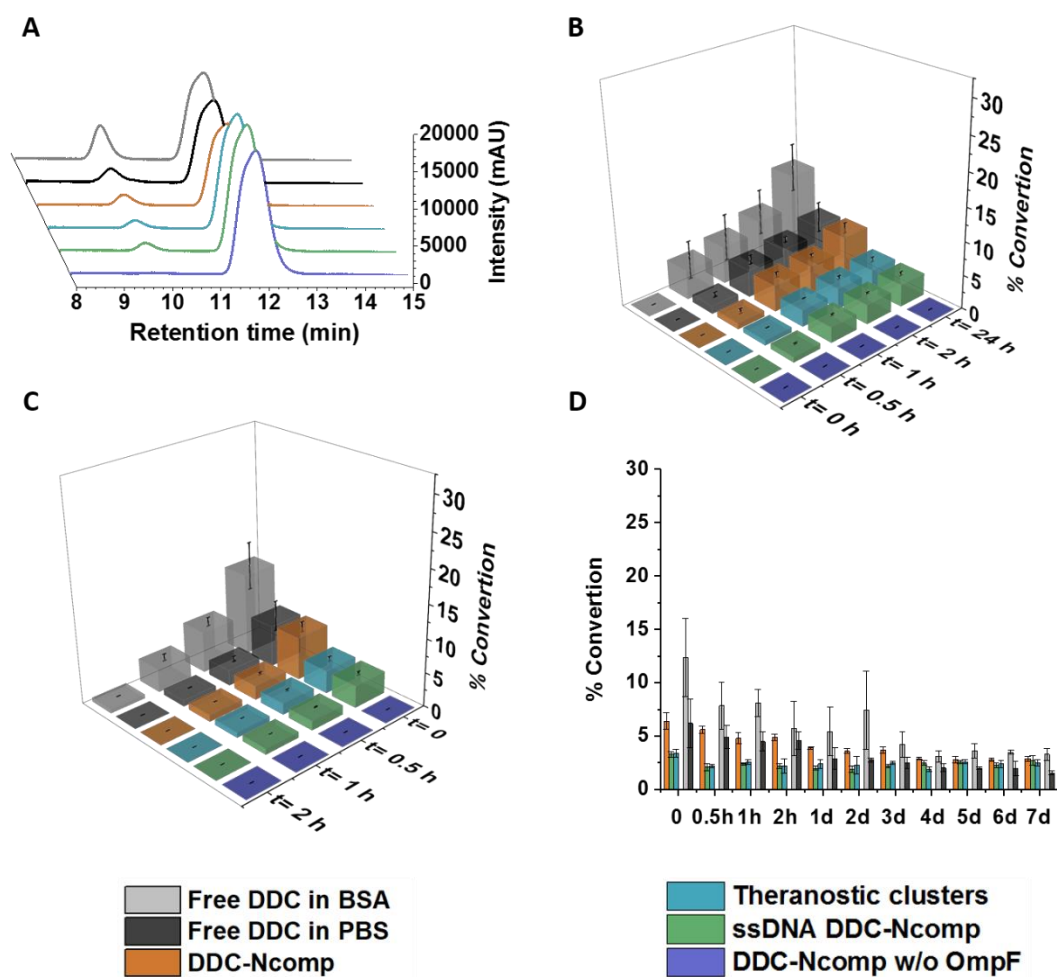 A
20000
15000
10000
5000
0
Intensity (mAU)
8 9 10 11 12 13 14 15
Retention time (min)
B
30
25
20
15
10
5
0
% Convertion
t= 0 h
t= 0.5 h
t= 1 h
t= 2 h
t= 24 h
C
30
25
20
15
10
5
0
% Convertion
t= 2 h
t= 1 h
t= 0.5 h
t= 0
D
30
25
20
15
10
5
0
% Convertion
0 0.5h 1h 2h 1d 2d 3d 4d 5d 6d 7d
Free DDC in BSA
Free DDC in PBS
DDC-Ncomp
Theranostic clusters
ssDNA DDC-Ncomp
DDC-Ncomp w/o OmpF